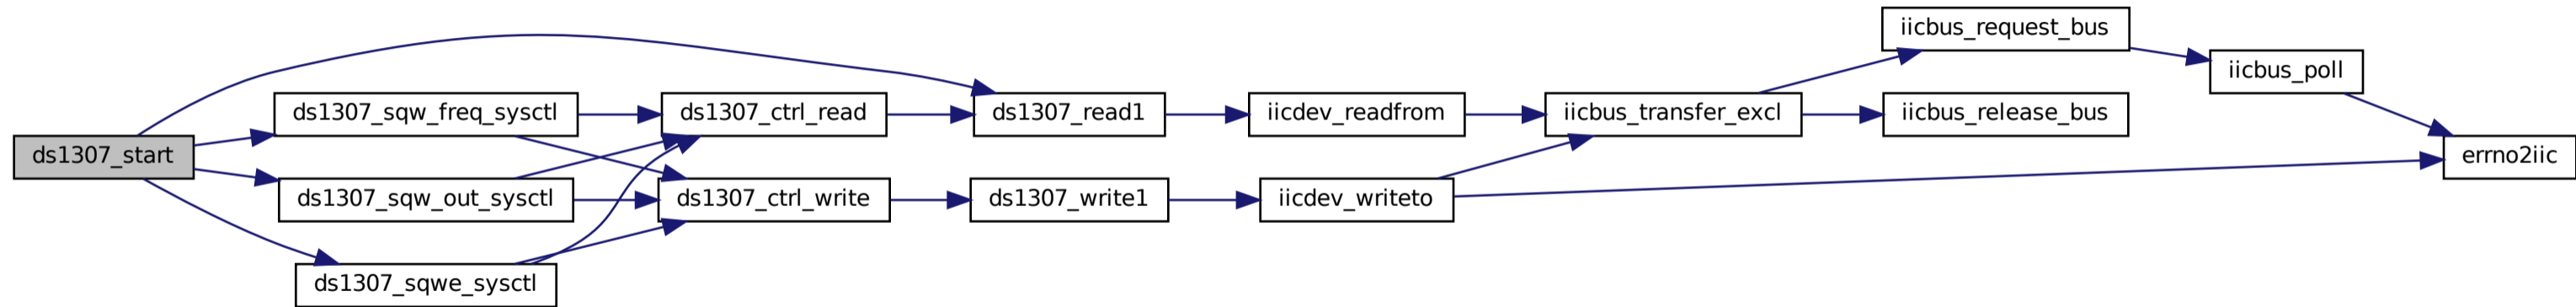 ds1307_start
ds1307_sqw_freq_sysctl
ds1307_sqw_out_sysctl
ds1307_sqwe_sysctl
ds1307_ctrl_read
ds1307_ctrl_write
ds1307_read1
ds1307_write1
iicdev_readfrom
iicdev_writeto
iicbus_transfer_excl
iicbus_request_bus
iicbus_release_bus
iicbus_poll
errno2iic